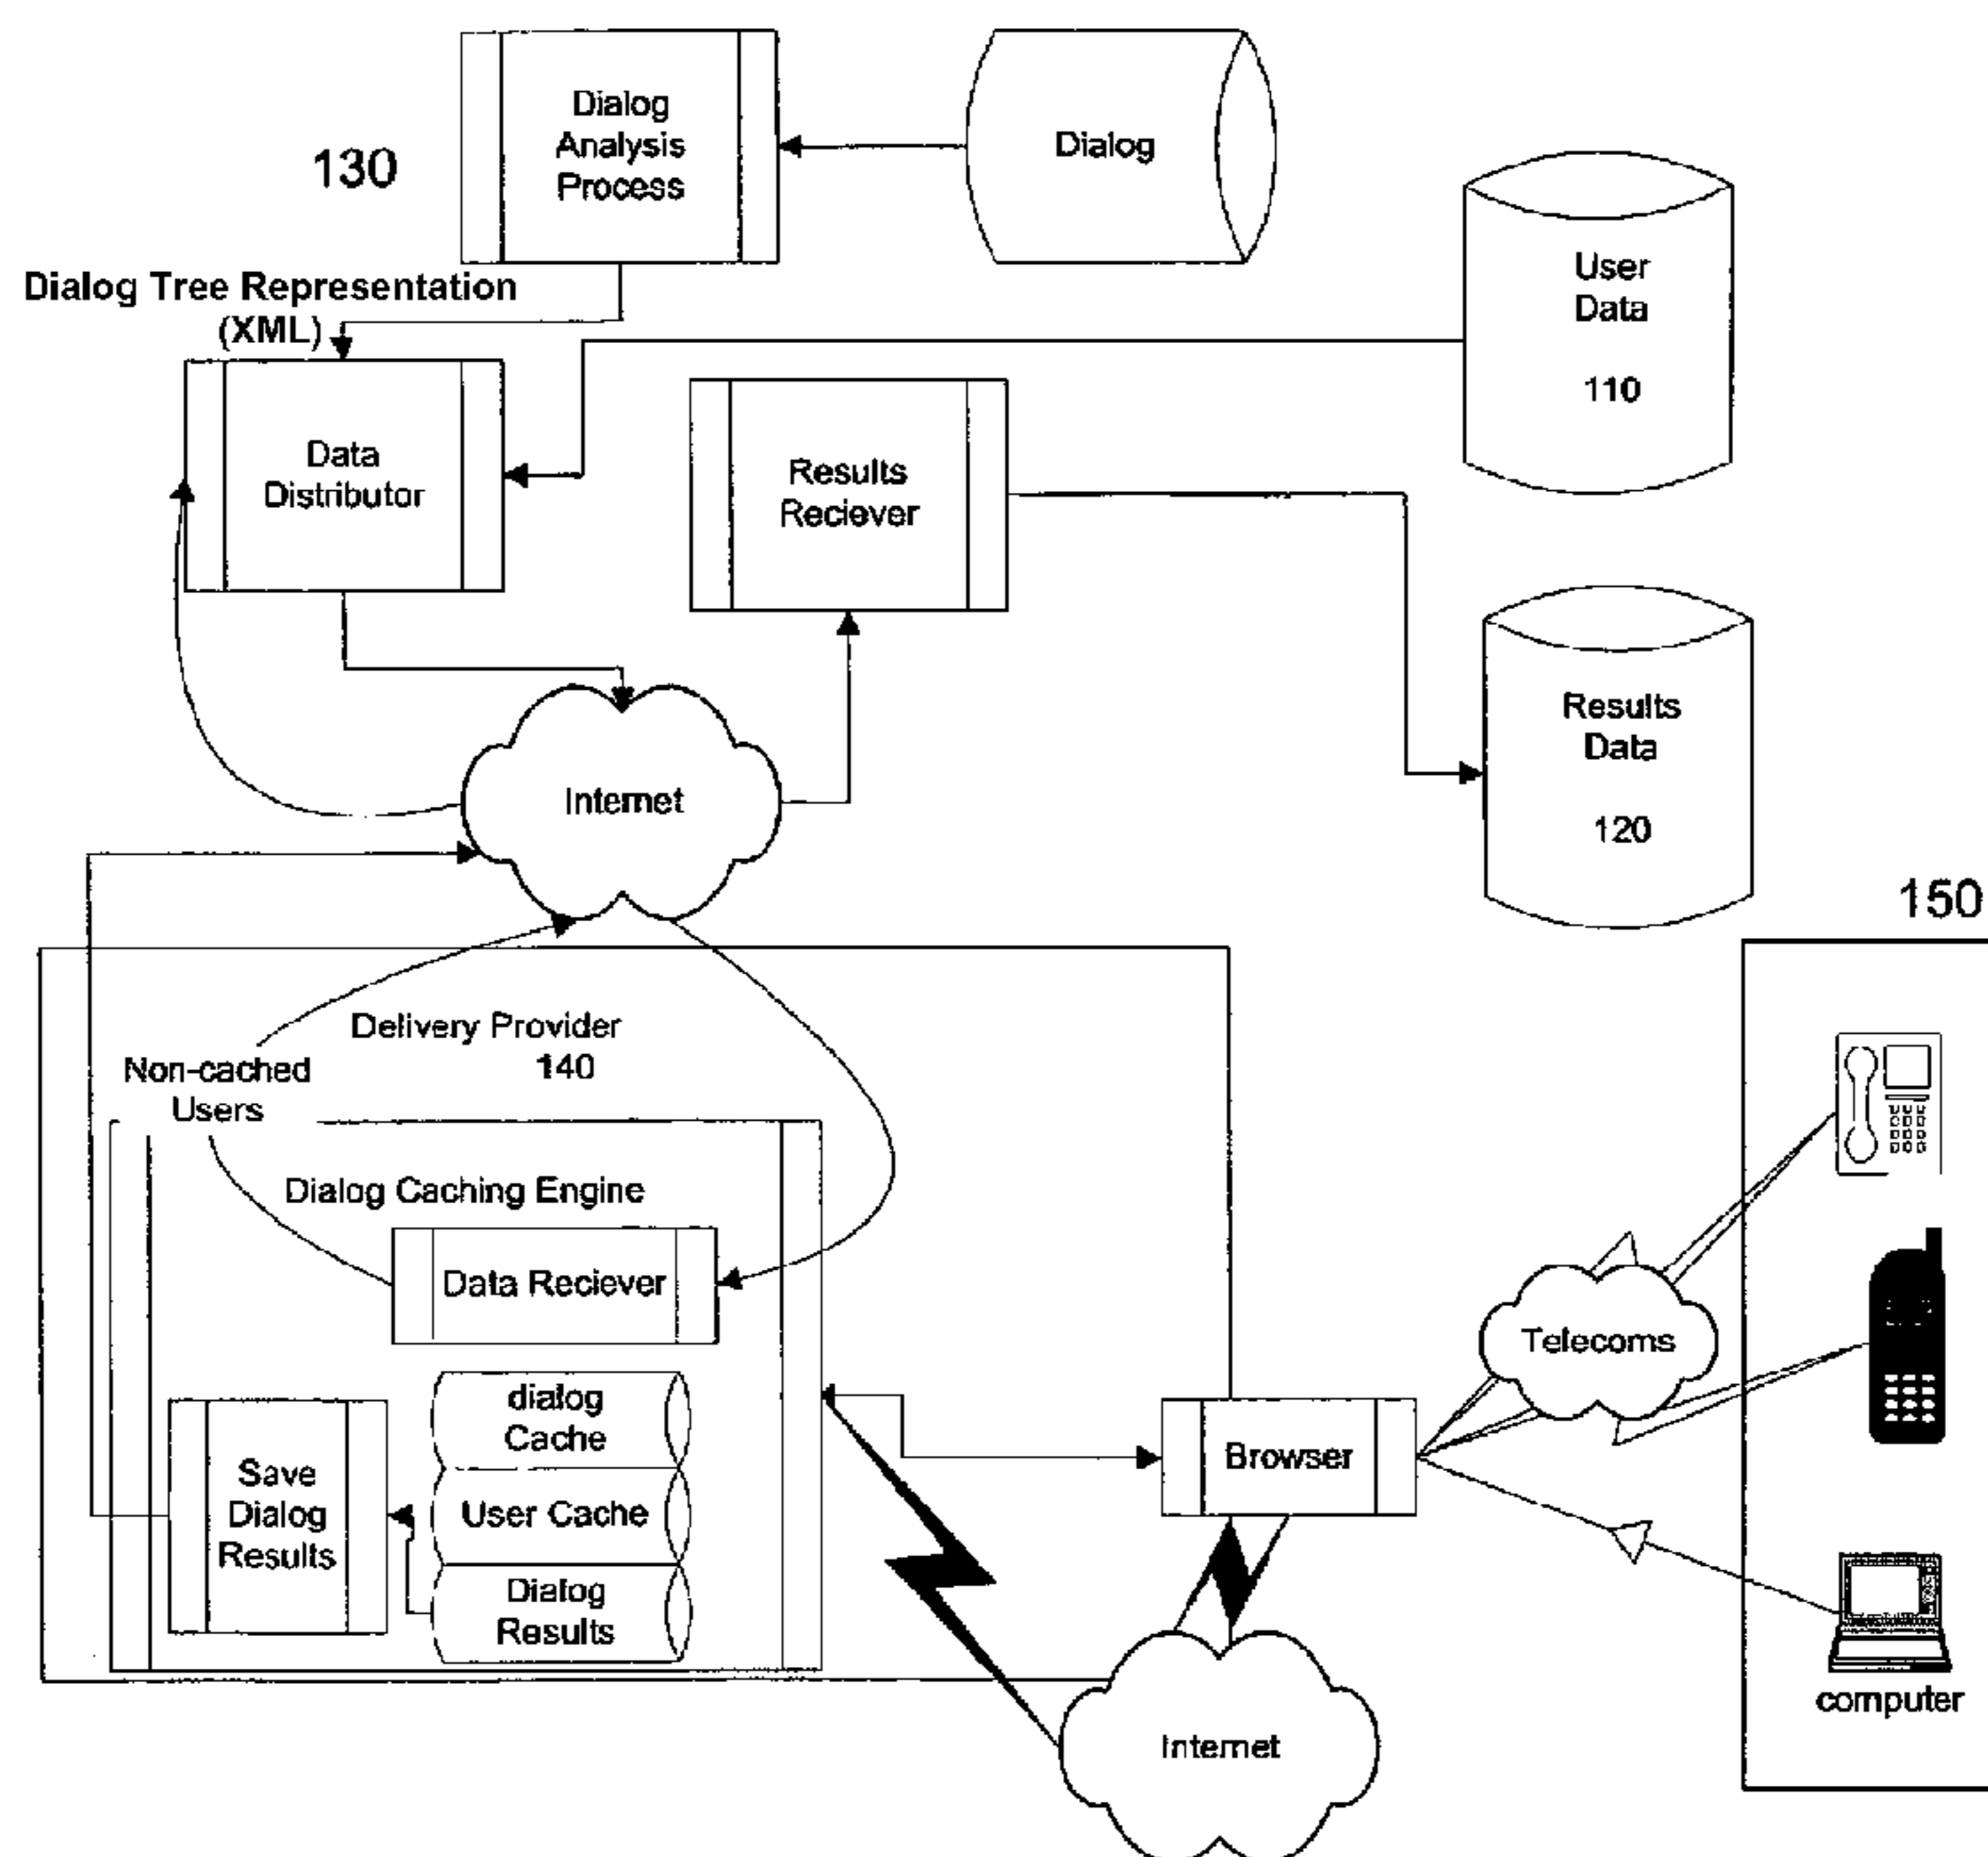 Dialog
Analysis
Process
Dialog
130
User
Data
110
Dialog Tree Representation
(XML)
Data
Distributor
Results
Reciever
Results
Data
120
Internet
150
Delivery Provider
140
Non-cached
Users
Dialog Caching Engine
Data Reciever
Telecoms
dialog
Cache
Save
Dialog
Results
User Cache
Browser
Dialog
Results
computer
Internet